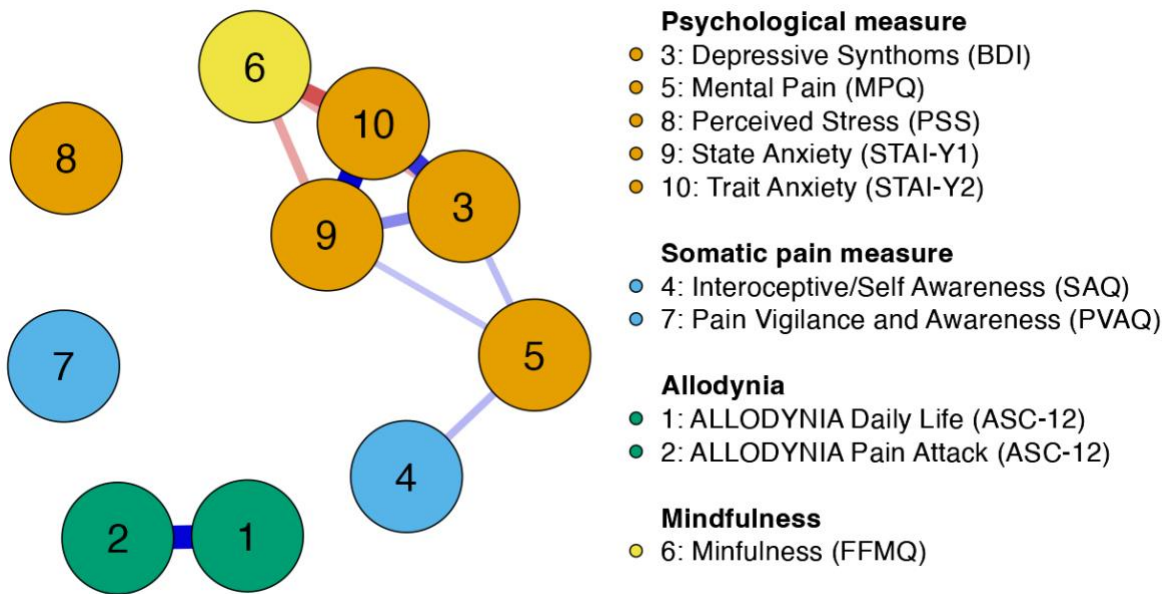 6
10
8
3
9
7
5
4
2
1
Psychological measure
3: Depressive Synthoms (BDI)
5: Mental Pain (MPQ)
8: Perceived Stress (PSS)
9: State Anxiety (STAI-Y1)
10: Trait Anxiety (STAI-Y2)
Somatic pain measure
4: Interoceptive/Self Awareness (SAQ)
7: Pain Vigilance and Awareness (PVAQ)
Allodynia
1: ALLODYNIA Daily Life (ASC-12)
2: ALLODYNIA Pain Attack (ASC-12)
Mindfulness
6: Minfulness (FFMQ)